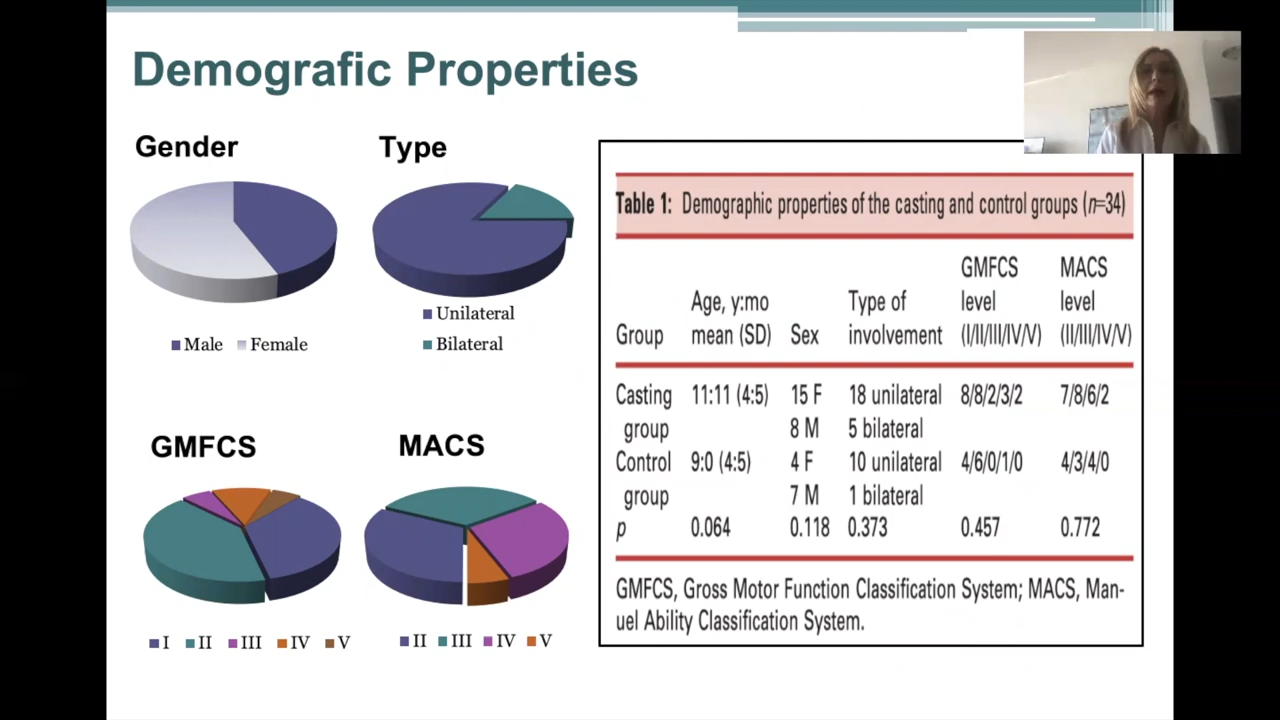 Demografic Properties
Gender
Type
Male Female
Unilateral
Bilateral
GMFCS
MACS
I II III IV V
II III IV V
Table 1: Demographic properties of the casting and control groups (n=34)
GMFCS MACS
Age, y:mo Type of level level
Group mean (SD) Sex involvement (I/II/III/IV/V) (II/III/IV/V)
Casting 11:11 (4:5) 15 F 18 unilateral 8/8/2/3/2 7/8/6/2
group 8 M 5 bilateral
Control 9:0 (4:5) 4 F 10 unilateral 4/6/0/1/0 4/3/4/0
group 7 M 1 bilateral
p 0.064 0.118 0.373 0.457 0.772
GMFCS, Gross Motor Function Classification System; MACS, Man-
uel Ability Classification System.